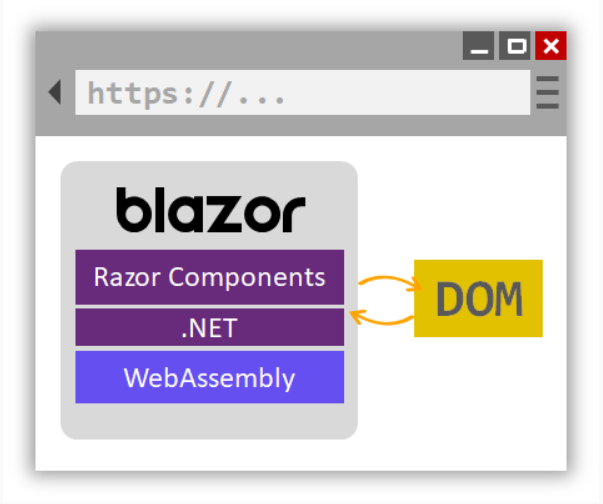 https://...
blazor
Razor Components
.NET
WebAssembly
DOM